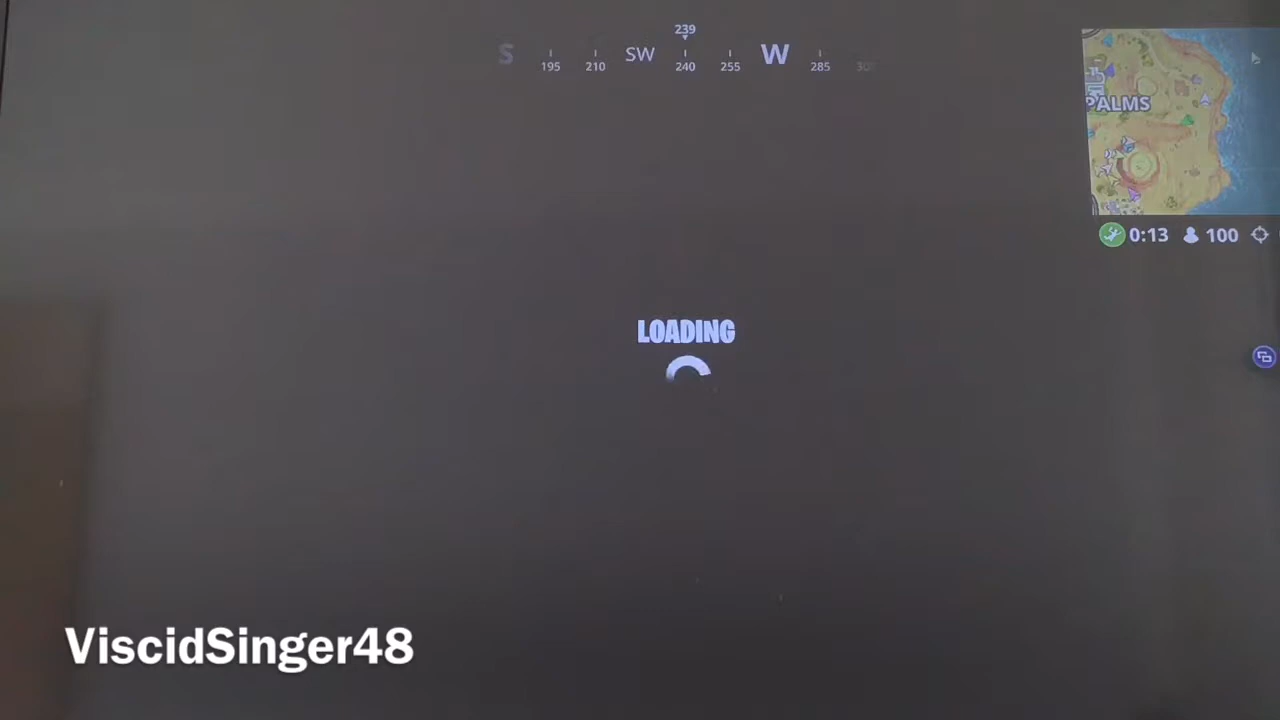 239
S 195 210 SW 240 255 W 285
PALMS
0:13 100
LOADING
ViscidSinger48